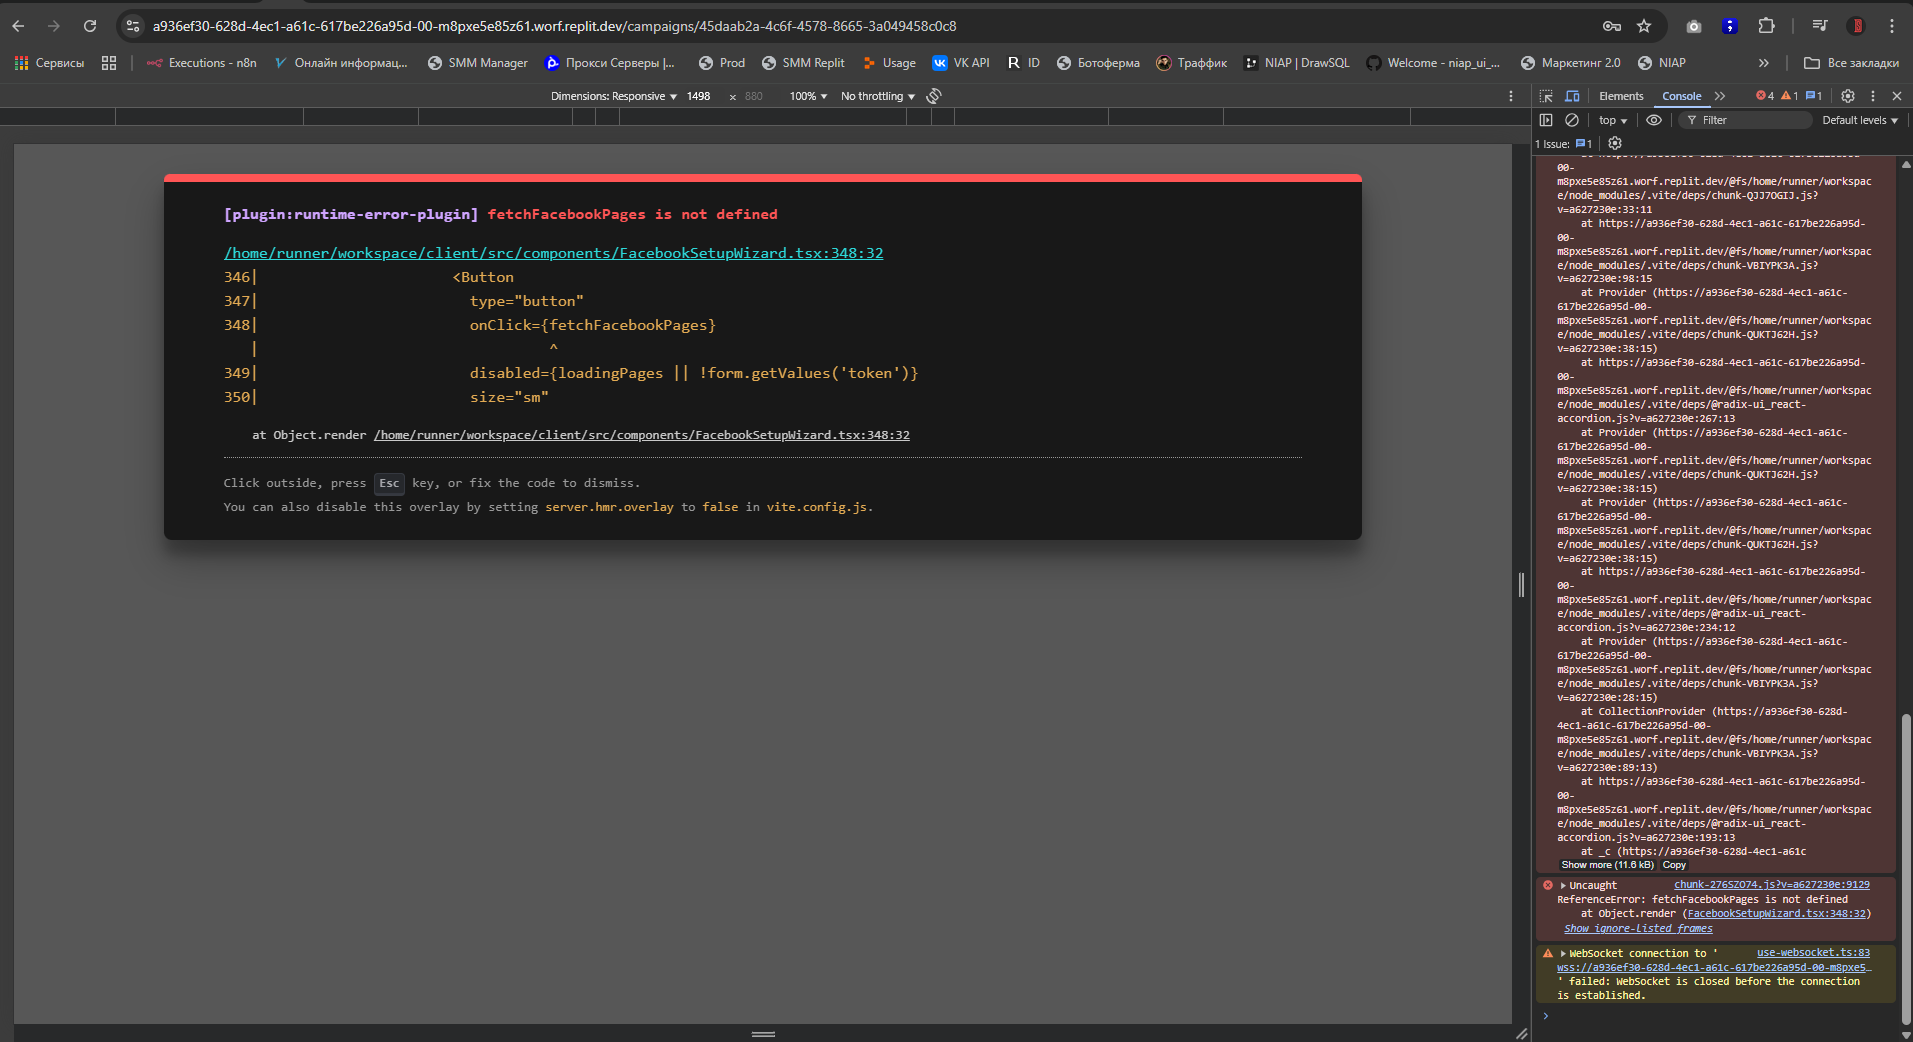 a936ef30-628d-4ec1-a61c-617be226a95d-00-m8pxe5e85z61.worf.replit.dev/campaigns/45daab2a-4c6f-4578-8665-3a049458c0c8
Сервисы
Executions - n8n
Онлайн информац...
SMM Manager
Прокси Серверы |...
Prod
SMM Replit
Usage
VK API
R ID
Ботоферма
Траффик
NIAP | DrawSQL
Welcome - niap_ui_...
Маркетинг 2.0
NIAP
»
Все закладки
Dimensions: Responsive ▼ 1498 × 880 100% ▼ No throttling ▼
Elements Console » 4 1 1
top ▼ Filter Default levels ▼
1 Issue: 1
[plugin:runtime-error-plugin] fetchFacebookPages is not defined
/home/runner/workspace/client/src/components/FacebookSetupWizard.tsx:348:32
346| <Button
347| type="button"
348| onClick={fetchFacebookPages}
| ^
349| disabled={loadingPages || !form.getValues('token')}
350| size="sm"
at Object.render /home/runner/workspace/client/src/components/FacebookSetupWizard.tsx:348:32
Click outside, press Esc key, or fix the code to dismiss.
You can also disable this overlay by setting server.hmr.overlay to false in vite.config.js.
00-
m8pxe5e85z61.worf.replit.dev/@fs/home/runner/workspac
e/node_modules/.vite/deps/chunk-QJJ7OGIJ.js?
v=a627230e:33:11
at https://a936ef30-628d-4ec1-a61c-617be226a95d-
00-
m8pxe5e85z61.worf.replit.dev/@fs/home/runner/workspac
e/node_modules/.vite/deps/chunk-VBIYPK3A.js?
v=a627230e:98:15
at Provider (https://a936ef30-628d-4ec1-a61c-
617be226a95d-00-
m8pxe5e85z61.worf.replit.dev/@fs/home/runner/workspac
e/node_modules/.vite/deps/chunk-QUKTJ62H.js?
v=a627230e:38:15)
at https://a936ef30-628d-4ec1-a61c-617be226a95d-
00-
m8pxe5e85z61.worf.replit.dev/@fs/home/runner/workspac
e/node_modules/.vite/deps/@radix-ui_react-
accordion.js?v=a627230e:267:13
at Provider (https://a936ef30-628d-4ec1-a61c-
617be226a95d-00-
m8pxe5e85z61.worf.replit.dev/@fs/home/runner/workspac
e/node_modules/.vite/deps/chunk-QUKTJ62H.js?
v=a627230e:38:15)
at Provider (https://a936ef30-628d-4ec1-a61c-
617be226a95d-00-
m8pxe5e85z61.worf.replit.dev/@fs/home/runner/workspac
e/node_modules/.vite/deps/chunk-QUKTJ62H.js?
v=a627230e:38:15)
at https://a936ef30-628d-4ec1-a61c-617be226a95d-
00-
m8pxe5e85z61.worf.replit.dev/@fs/home/runner/workspac
e/node_modules/.vite/deps/@radix-ui_react-
accordion.js?v=a627230e:234:12
at Provider (https://a936ef30-628d-4ec1-a61c-
617be226a95d-00-
m8pxe5e85z61.worf.replit.dev/@fs/home/runner/workspac
e/node_modules/.vite/deps/chunk-VBIYPK3A.js?
v=a627230e:28:15)
at CollectionProvider (https://a936ef30-628d-
4ec1-a61c-617be226a95d-00-
m8pxe5e85z61.worf.replit.dev/@fs/home/runner/workspac
e/node_modules/.vite/deps/chunk-VBIYPK3A.js?
v=a627230e:89:13)
at https://a936ef30-628d-4ec1-a61c-617be226a95d-
00-
m8pxe5e85z61.worf.replit.dev/@fs/home/runner/workspac
e/node_modules/.vite/deps/@radix-ui_react-
accordion.js?v=a627230e:193:13
at _c (https://a936ef30-628d-4ec1-a61c
Show more (11.6 kB) Copy
Uncaught chunk-276SZO74.js?v=a627230e:9129
ReferenceError: fetchFacebookPages is not defined
at Object.render (FacebookSetupWizard.tsx:348:32)
Show ignore-listed frames
WebSocket connection to ' use-websocket.ts:83
wss://a936ef30-628d-4ec1-a61c-617be226a95d-00-m8pxe5…
' failed: WebSocket is closed before the connection
is established.